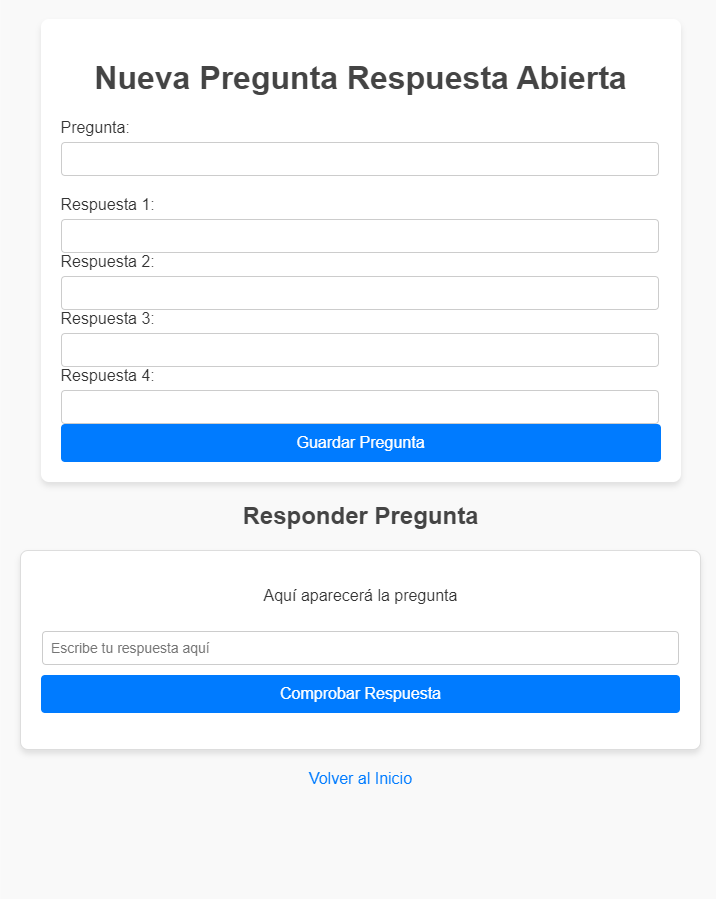 Nueva Pregunta Respuesta Abierta
Pregunta:
Respuesta 1:
Respuesta 2:
Respuesta 3:
Respuesta 4:
Guardar Pregunta
Responder Pregunta
Aquí aparecerá la pregunta
Escribe tu respuesta aquí
Comprobar Respuesta
Volver al Inicio